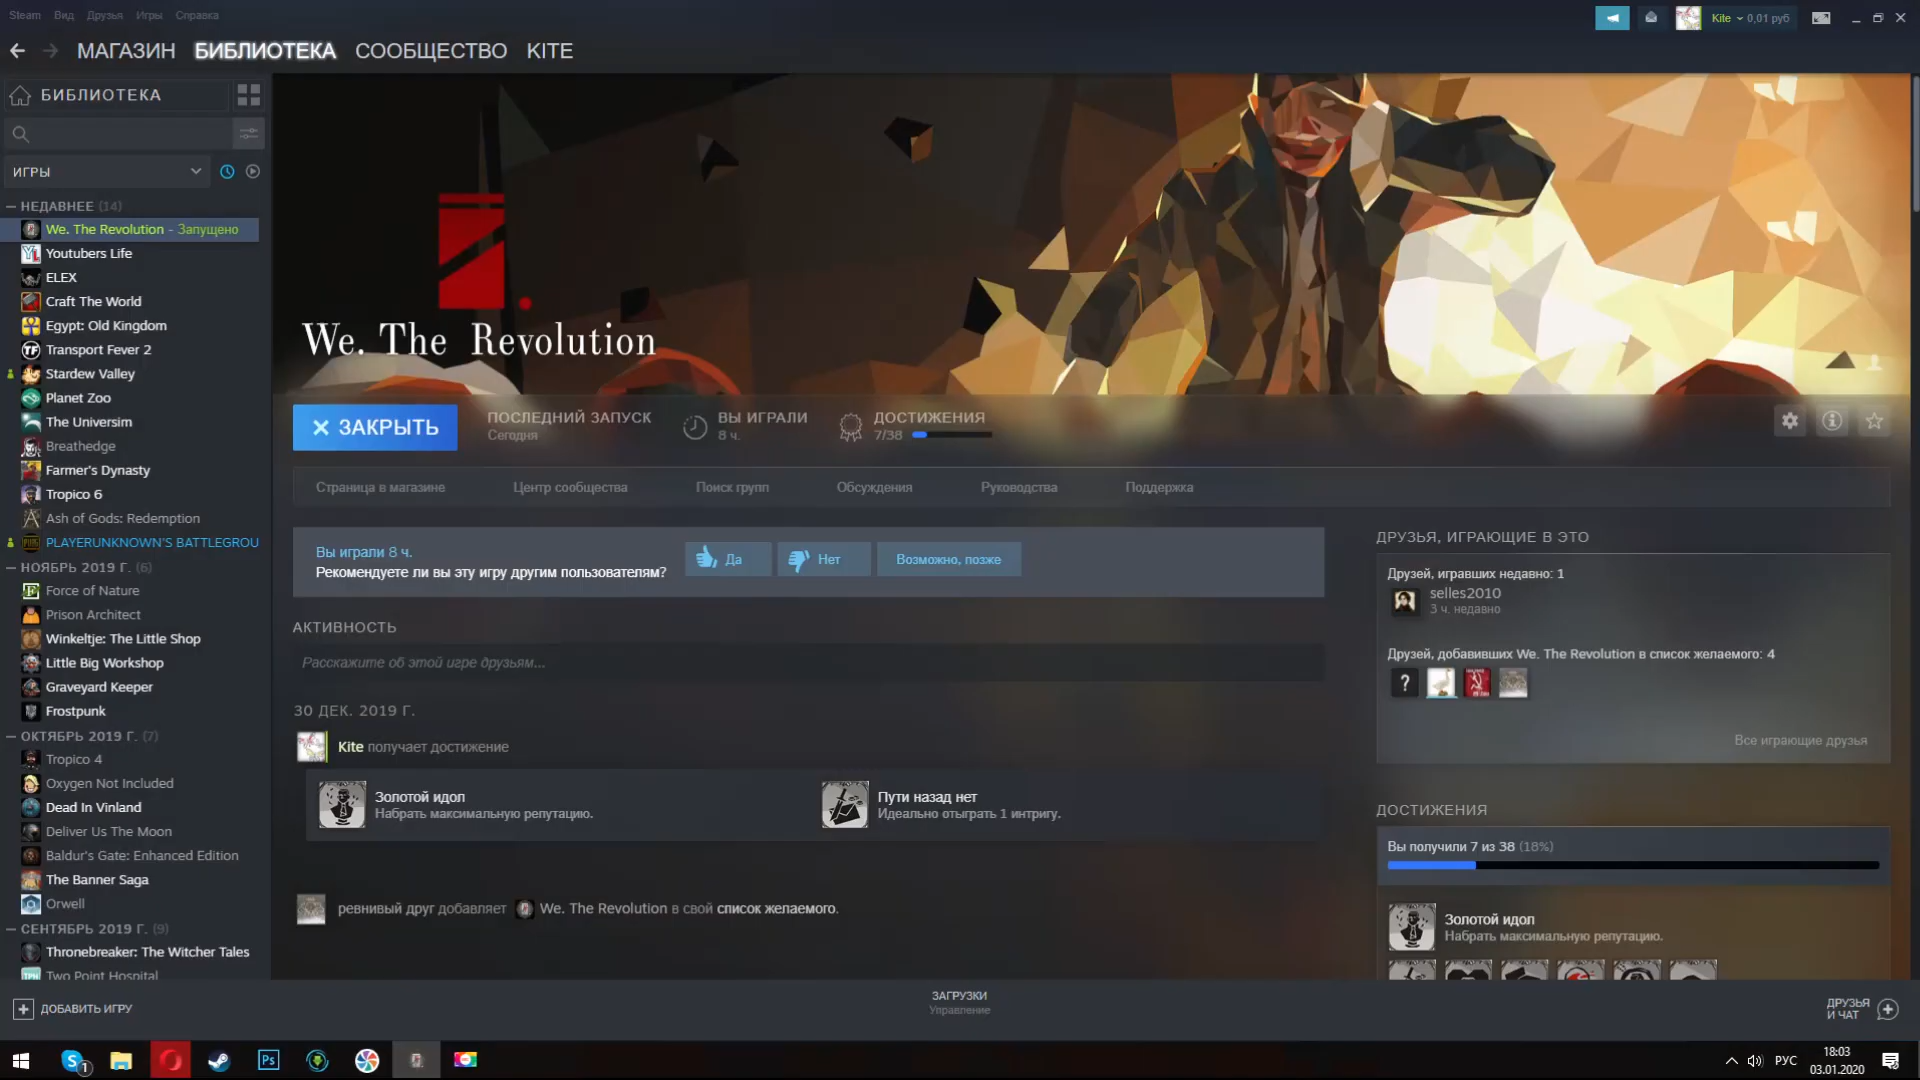 Steam Вид Друзья Игры Справка
Kite 0,01 руб
МАГАЗИН БИБЛИОТЕКА СООБЩЕСТВО KITE
БИБЛИОТЕКА
ИГРЫ
— НЕДАВНЕЕ (14)
We. The Revolution - Запущено
Youtubers Life
ELEX
Craft The World
Egypt: Old Kingdom
Transport Fever 2
Stardew Valley
Planet Zoo
The Universim
Breathedge
Farmer's Dynasty
Tropico 6
Ash of Gods: Redemption
PLAYERUNKNOWN'S BATTLEGROU
— НОЯБРЬ 2019 Г. (6)
Force of Nature
Prison Architect
Winkeltje: The Little Shop
Little Big Workshop
Graveyard Keeper
Frostpunk
— ОКТЯБРЬ 2019 Г. (7)
Tropico 4
Oxygen Not Included
Dead In Vinland
Deliver Us The Moon
Baldur's Gate: Enhanced Edition
The Banner Saga
Orwell
— СЕНТЯБРЬ 2019 Г. (9)
Thronebreaker: The Witcher Tales
Two Point Hospital
We. The Revolution
ЗАКРЫТЬ
ПОСЛЕДНИЙ ЗАПУСК
Сегодня
ВЫ ИГРАЛИ
8 ч.
ДОСТИЖЕНИЯ
7/38
Страница в магазине Центр сообщества Поиск групп Обсуждения Руководства Поддержка
Вы играли 8 ч.
Рекомендуете ли вы эту игру другим пользователям?
Да Нет Возможно, позже
АКТИВНОСТЬ
Расскажите об этой игре друзьям...
30 ДЕК. 2019 Г.
Kite получает достижение
Золотой идол
Набрать максимальную репутацию.
Пути назад нет
Идеально отыграть 1 интригу.
ревнивый друг добавляет We. The Revolution в свой список желаемого.
ДРУЗЬЯ, ИГРАЮЩИЕ В ЭТО
Друзей, игравших недавно: 1
selles2010
3 ч. недавно
Друзей, добавивших We. The Revolution в список желаемого: 4
?
Все играющие друзья
ДОСТИЖЕНИЯ
Вы получили 7 из 38 (18%)
Золотой идол
Набрать максимальную репутацию.
ДОБАВИТЬ ИГРУ
ЗАГРУЗКИ
Управление
ДРУЗЬЯ
И ЧАТ
S 1 Ps
РУС
18:03
03.01.2020